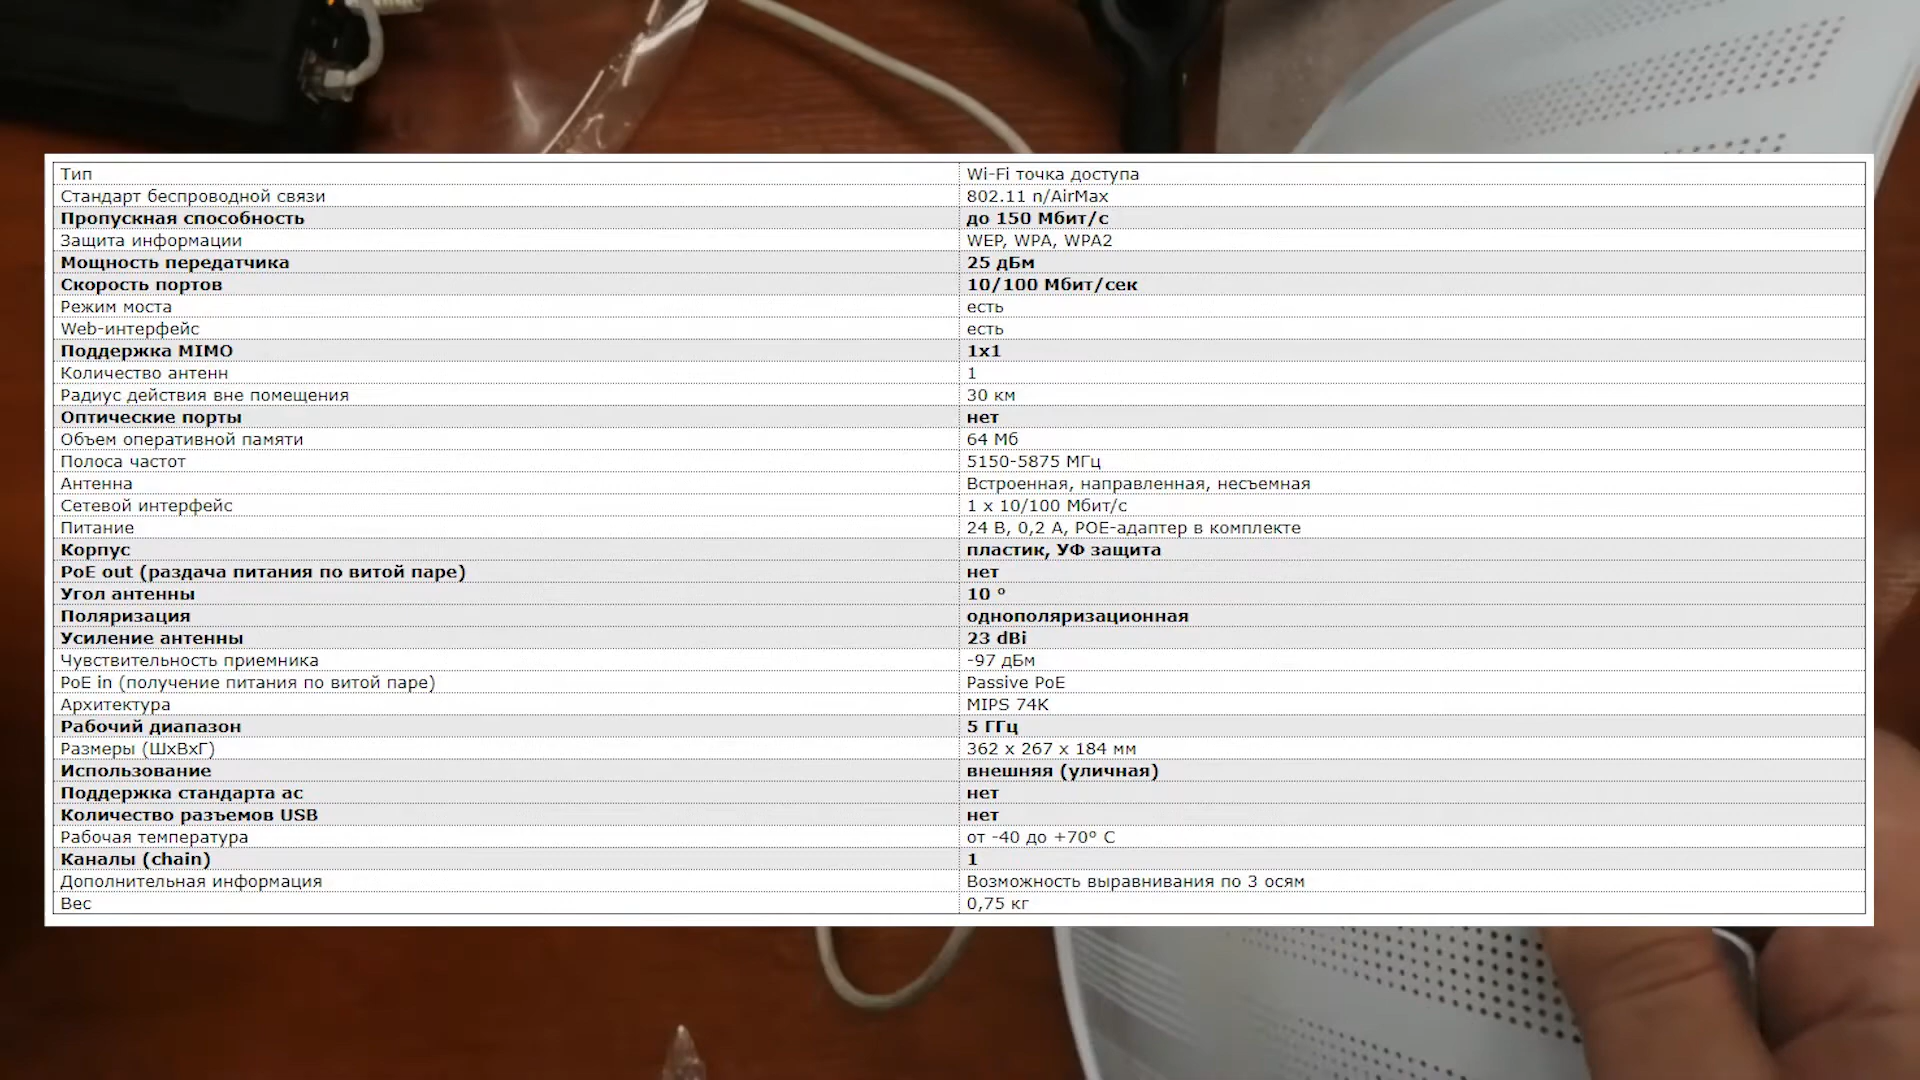 Тип Wi-Fi точка доступа
Стандарт беспроводной связи 802.11 n/AirMax
Пропускная способность до 150 Мбит/с
Защита информации WEP, WPA, WPA2
Мощность передатчика 25 дБм
Скорость портов 10/100 Мбит/сек
Режим моста есть
Web-интерфейс есть
Поддержка MIMO 1x1
Количество антенн 1
Радиус действия вне помещения 30 км
Оптические порты нет
Объем оперативной памяти 64 Мб
Полоса частот 5150-5875 МГц
Антенна Встроенная, направленная, несъемная
Сетевой интерфейс 1 x 10/100 Мбит/с
Питание 24 В, 0,2 А, POE-адаптер в комплекте
Корпус пластик, УФ защита
PoE out (раздача питания по витой паре) нет
Угол антенны 10 °
Поляризация однополяризационная
Усиление антенны 23 dBi
Чувствительность приемника -97 дБм
PoE in (получение питания по витой паре) Passive PoE
Архитектура MIPS 74K
Рабочий диапазон 5 ГГц
Размеры (ШхВхГ) 362 x 267 x 184 мм
Использование внешняя (уличная)
Поддержка стандарта ac нет
Количество разъемов USB нет
Рабочая температура от -40 до +70° C
Каналы (chain) 1
Дополнительная информация Возможность выравнивания по 3 осям
Вес 0,75 кг